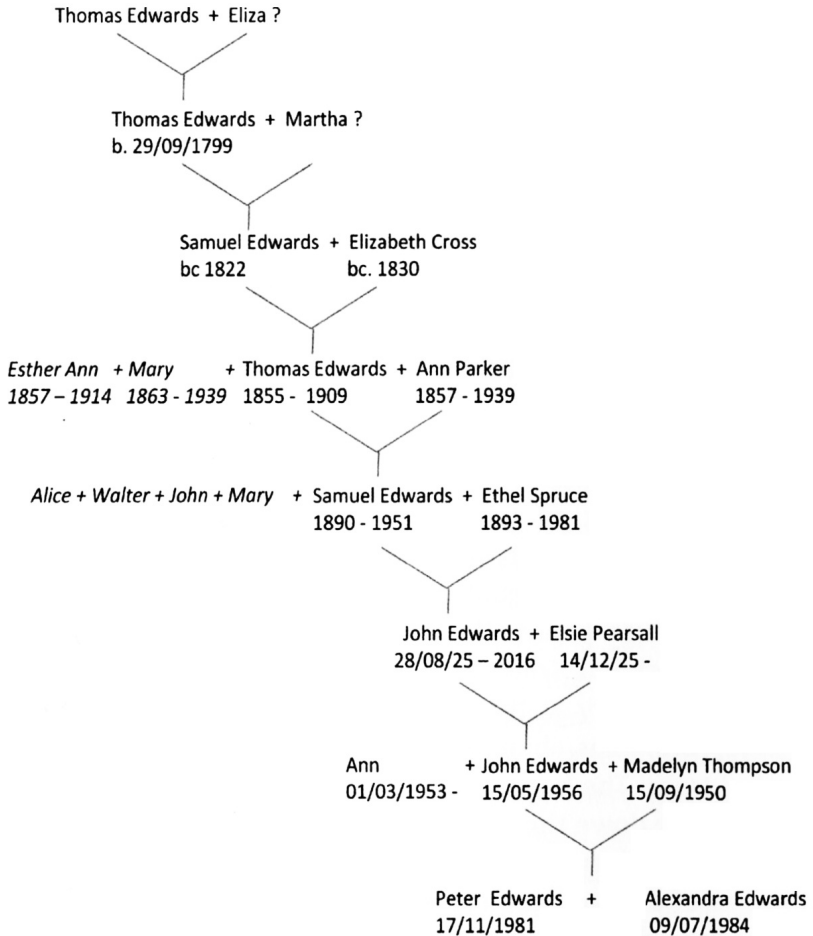 Thomas Edwards + Eliza ?
Thomas Edwards + Martha ?
b. 29/09/1799
Samuel Edwards + Elizabeth Cross
bc 1822 bc. 1830
Esther Ann + Mary + Thomas Edwards + Ann Parker
1857 – 1914 1863 - 1939 1855 - 1909 1857 - 1939
Alice + Walter + John + Mary + Samuel Edwards + Ethel Spruce
1890 - 1951 1893 - 1981
John Edwards + Elsie Pearsall
28/08/25 – 2016 14/12/25 -
Ann + John Edwards + Madelyn Thompson
01/03/1953 - 15/05/1956 15/09/1950
Peter Edwards + Alexandra Edwards
17/11/1981 09/07/1984